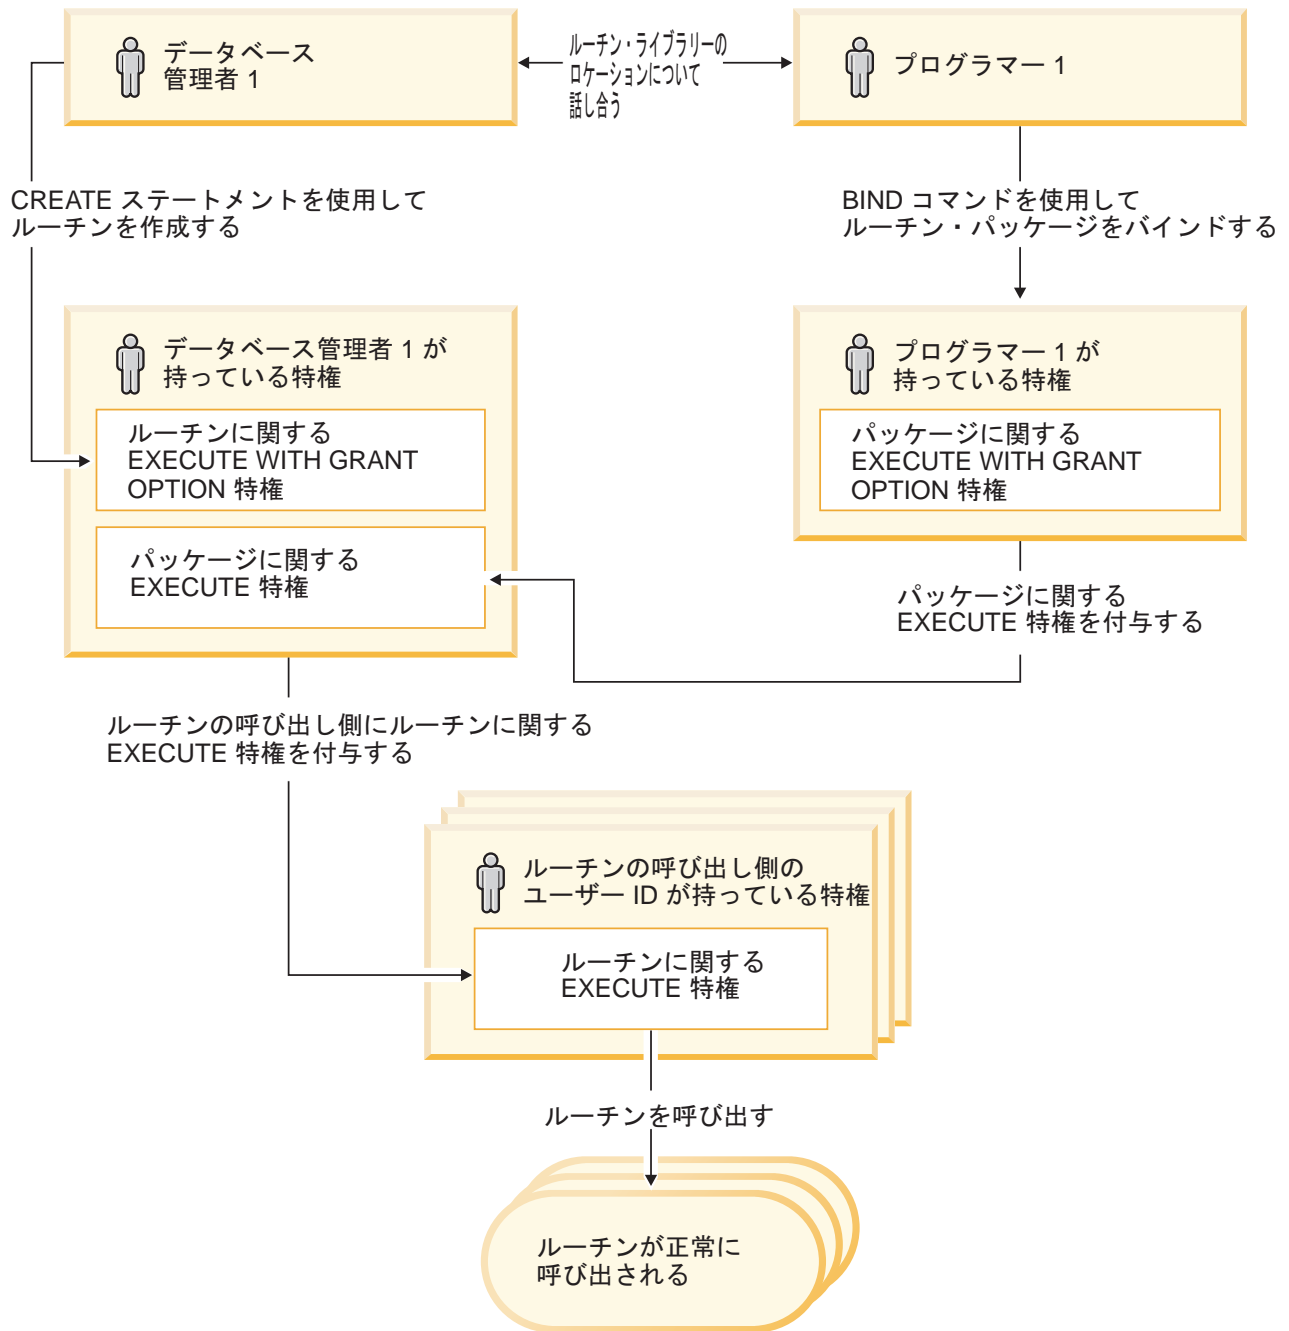 データベース
管理者 1
ルーチン・ライブラリーの
ロケーションについて
話し合う
プログラマー 1
CREATE ステートメントを使用して
ルーチンを作成する
BIND コマンドを使用して
ルーチン・パッケージをバインドする
データベース管理者 1 が
持っている特権
ルーチンに関する
EXECUTE WITH GRANT
OPTION 特権
パッケージに関する
EXECUTE 特権
プログラマー 1 が
持っている特権
パッケージに関する
EXECUTE WITH GRANT
OPTION 特権
パッケージに関する
EXECUTE 特権を付与する
ルーチンの呼び出し側にルーチンに関する
EXECUTE 特権を付与する
ルーチンの呼び出し側の
ユーザー ID が持っている特権
ルーチンに関する
EXECUTE 特権
ルーチンを呼び出す
ルーチンが正常に
呼び出される